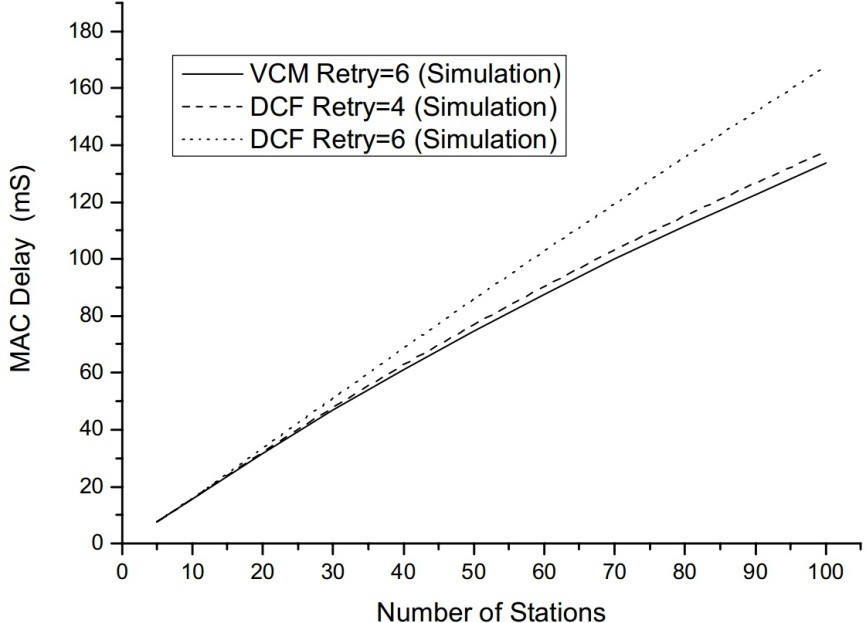 180
160
140
120
100
80
60
40
20
0
MAC Delay (mS)
VCM Retry=6 (Simulation)
DCF Retry=4 (Simulation)
DCF Retry=6 (Simulation)
0 10 20 30 40 50 60 70 80 90 100
Number of Stations